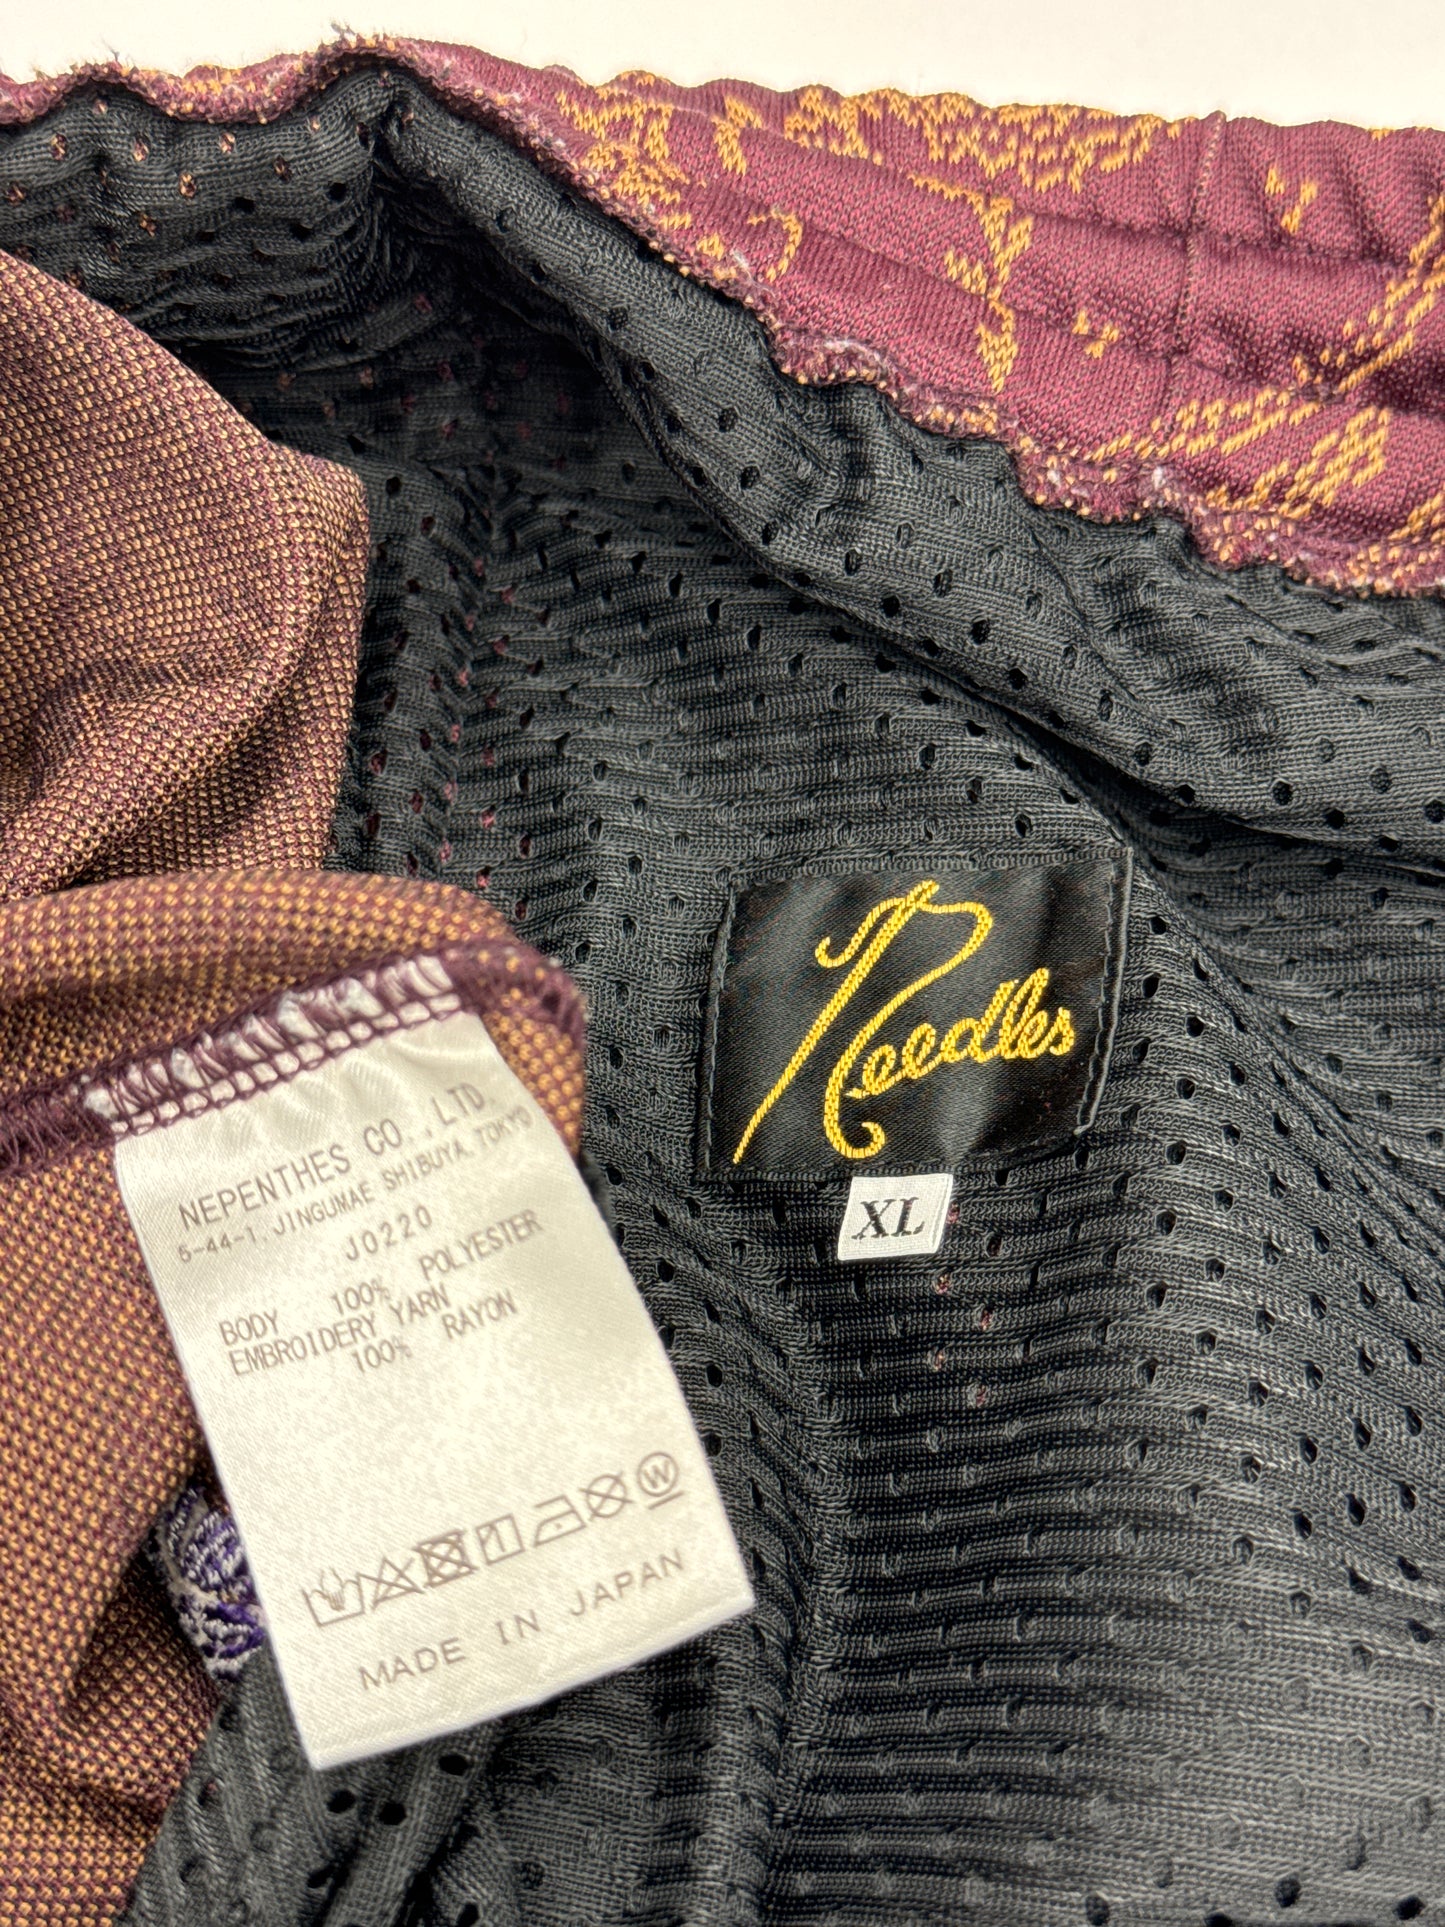 Needles
XL
NEPENTHES CO.,LTD.
5-44-1, JINGUMAE SHIBUYA, TOKYO
J0220
BODY 100% POLYESTER
EMBROIDERY YARN
100% RAYON
W
MADE IN JAPAN